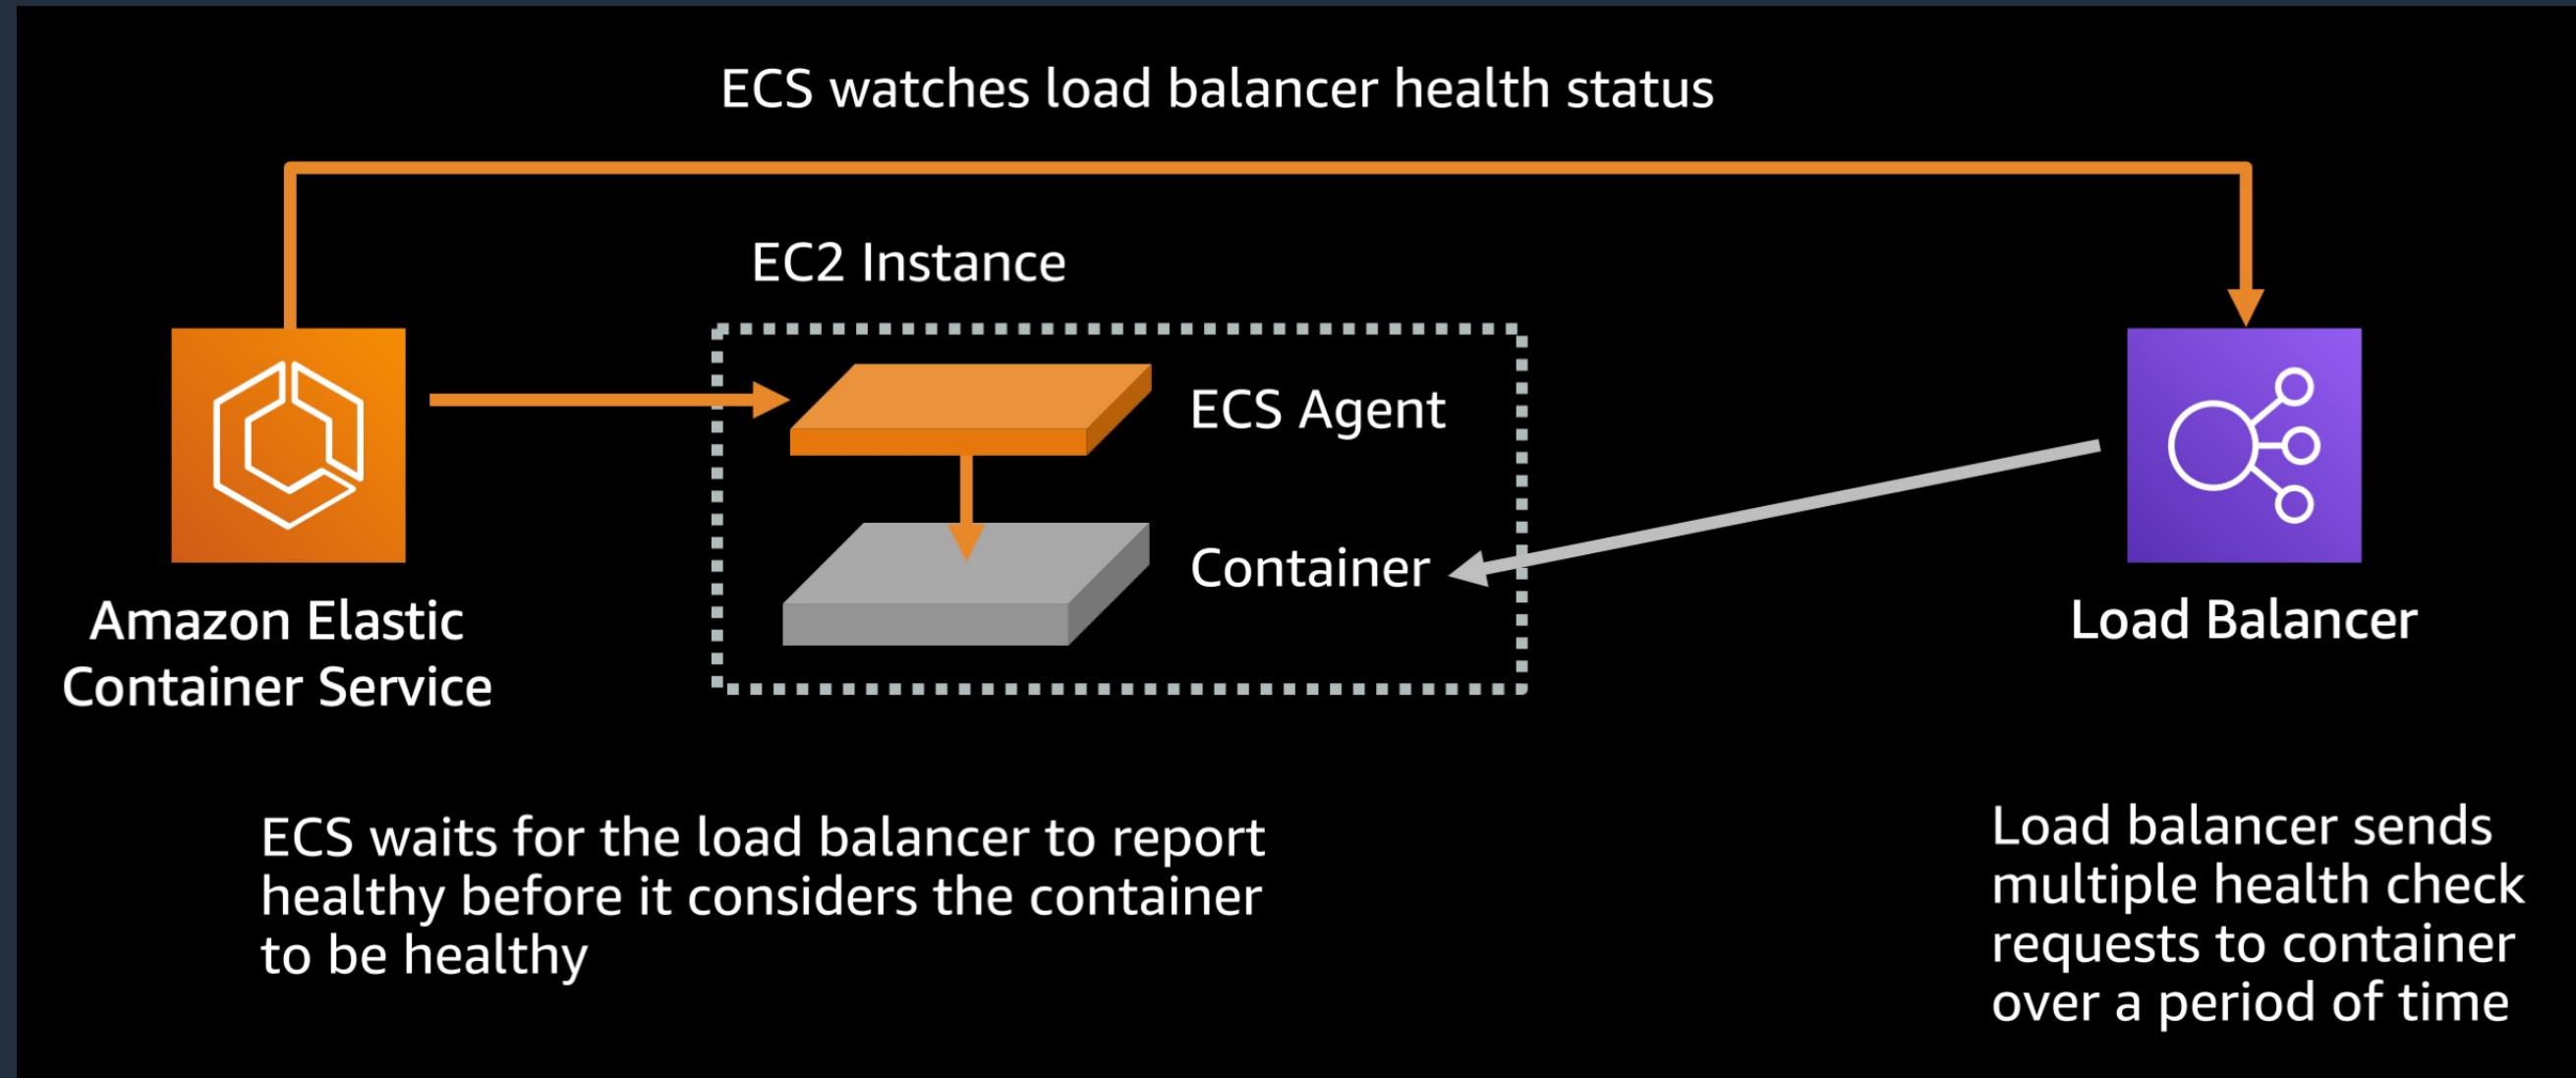 ECS watches load balancer health status
EC2 Instance
ECS Agent
Container
Amazon Elastic
Container Service
Load Balancer
ECS waits for the load balancer to report
healthy before it considers the container
to be healthy
Load balancer sends
multiple health check
requests to container
over a period of time